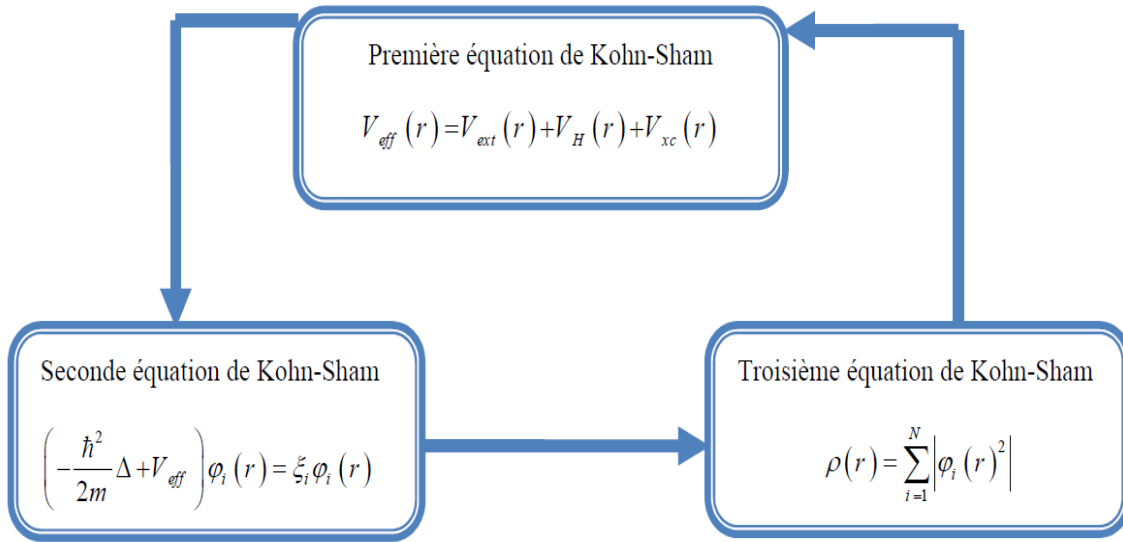 Première équation de Kohn-Sham
V_eff (r)=V_ext (r)+V_H (r)+V_xc (r)
Seconde équation de Kohn-Sham
(-ℏ²/2m Δ+V_eff) φ_i (r)=ξ_i φ_i (r)
Troisième équation de Kohn-Sham
ρ(r)=∑_{i=1}^{N} |φ_i (r)²|